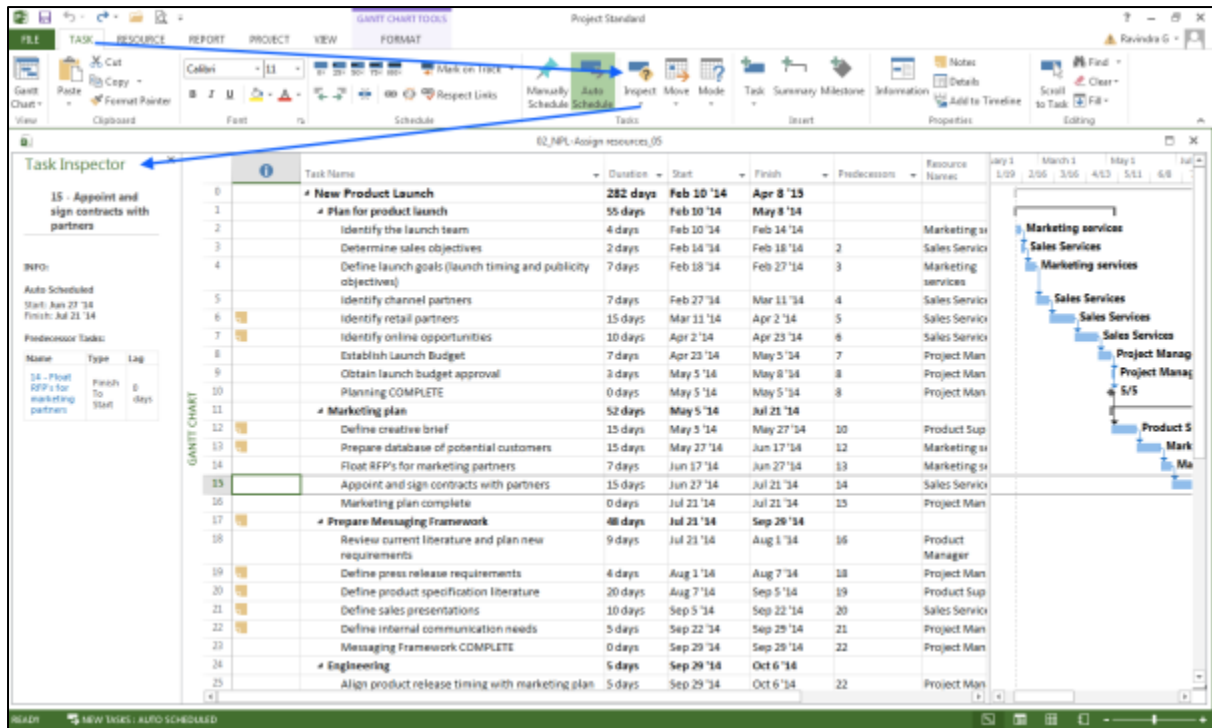 GANTT CHART TOOLS Project Standard
FILE TASK RESOURCE REPORT PROJECT VIEW FORMAT Ravindra G
Gantt Chart
View
Paste
Cut
Copy
Format Painter
Clipboard
Calibri 11
B I U A
Font
Mark on Track
Respect Links
Schedule
Manually Schedule
Auto Schedule
Inspect
Move
Mode
Tasks
Task
Summary
Milestone
Insert
Information
Notes
Details
Add to Timeline
Properties
Scroll to Task
Find
Clear
Fill
Editing
02_NPL-Assign resources_05
Task Inspector
15 - Appoint and
sign contracts with
partners
INFO:
Auto Scheduled
Start: Jun 27 '14
Finish: Jul 21 '14
Predecessor Tasks:
Name Type Lag
14 - Float RFP's for marketing partners Finish To Start 0 days
GANTT CHART
Task Name Duration Start Finish Predecessors Resource Names
0 New Product Launch 282 days Feb 10 '14
1 Plan for product launch 55 days Feb 10 '14 May 8 '14
2 Identify the launch team 4 days Feb 10 '14 Feb 14 '14 Marketing
3 Determine sales objectives 2 days Feb 14 '14 Feb 18 '14 2 Sales Service
4 Define launch goals (launch timing and publicity objectives) 7 days Feb 18 '14 Feb 27 '14 3 Marketing services
5 Identify channel partners 7 days Feb 27 '14 Mar 11 '14 4 Sales Service
6 Identify retail partners 15 days Mar 11 '14 Apr 2 '14 5 Sales Service
7 Identify online opportunities 10 days Apr 2 '14 Apr 23 '14 6 Sales Service
8 Establish Launch Budget 7 days Apr 23 '14 May 5 '14 7 Project Man
9 Obtain launch budget approval 3 days May 5 '14 May 8 '14 8 Project Man
10 Planning COMPLETE 0 days May 5 '14 May 5 '14 8 Project Man
11 Marketing plan 52 days May 5 '14 Jul 21 '14
12 Define creative brief 15 days May 5 '14 May 27 '14 10 Product Sup
13 Prepare database of potential customers 15 days May 27 '14 Jun 17 '14 12 Marketing
14 Float RFP's for marketing partners 7 days Jun 17 '14 Jun 27 '14 13 Marketing
15 Appoint and sign contracts with partners 15 days Jun 27 '14 Jul 21 '14 14 Sales Service
16 Marketing plan complete 0 days Jul 21 '14 Jul 21 '14 15 Project Man
17 Prepare Messaging Framework 48 days Jul 21 '14 Sep 29 '14
18 Review current literature and plan new requirements 9 days Jul 21 '14 Aug 1 '14 16 Product Manager
19 Define press release requirements 4 days Aug 1 '14 Aug 7 '14 18 Project Man
20 Define product specification literature 20 days Aug 7 '14 Sep 5 '14 19 Product Sup
21 Define sales presentations 10 days Sep 5 '14 Sep 22 '14 20 Sales Service
22 Define internal communication needs 5 days Sep 22 '14 Sep 29 '14 21 Project Man
23 Messaging Framework COMPLETE 0 days Sep 29 '14 Sep 29 '14 22 Project Man
24 Engineering 5 days Sep 29 '14 Oct 6 '14
25 Align product release timing with marketing plan 5 days Sep 29 '14 Oct 6 '14 22 Project Man
March 1 May 1
1/19 2/16 3/16 4/13 5/11 6/8
Marketing services
Sales Services
Marketing services
Sales Services
Sales Services
Sales Services
Project Manag
Project Manag
5/5
Product S
Mark
Ma
READY NEW TASKS : AUTO SCHEDULED